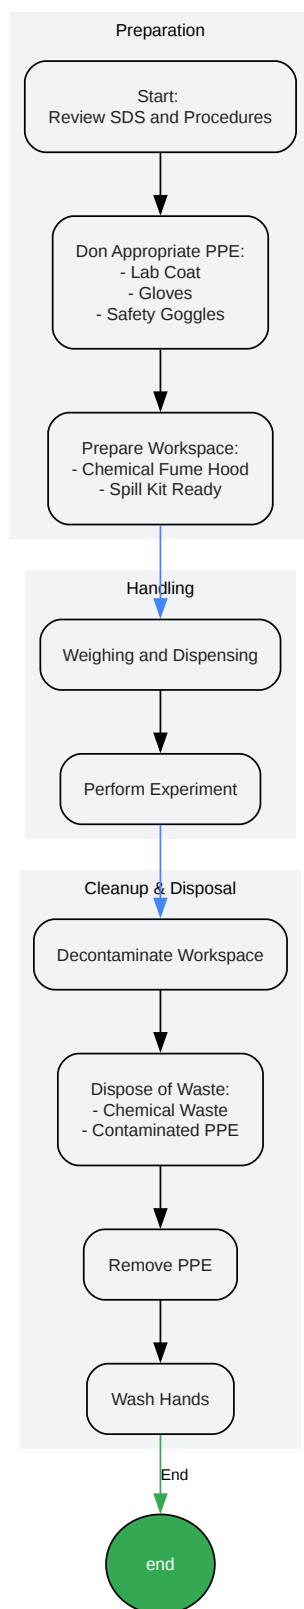 Preparation
Start:
Review SDS and Procedures
Don Appropriate PPE:
- Lab Coat
- Gloves
- Safety Goggles
Prepare Workspace:
- Chemical Fume Hood
- Spill Kit Ready
Handling
Weighing and Dispensing
Perform Experiment
Cleanup & Disposal
Decontaminate Workspace
Dispose of Waste:
- Chemical Waste
- Contaminated PPE
Remove PPE
Wash Hands
End
end